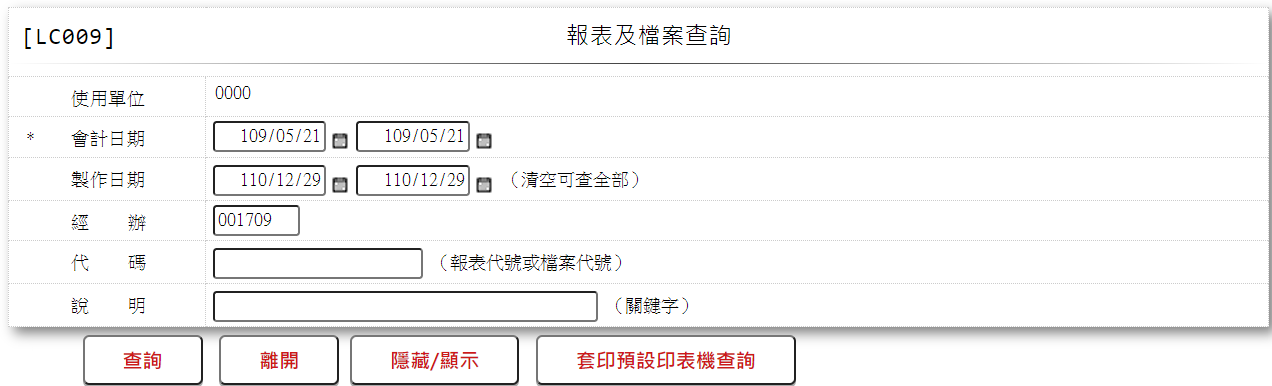 [LC009] 報表及檔案查詢
使用單位 0000
* 會計日期 109/05/21 109/05/21
製作日期 110/12/29 110/12/29 （清空可查全部）
經 辦 001709
代 碼 （報表代號或檔案代號）
說 明 （關鍵字）
查詢 離開 隱藏/顯示 套印預設印表機查詢